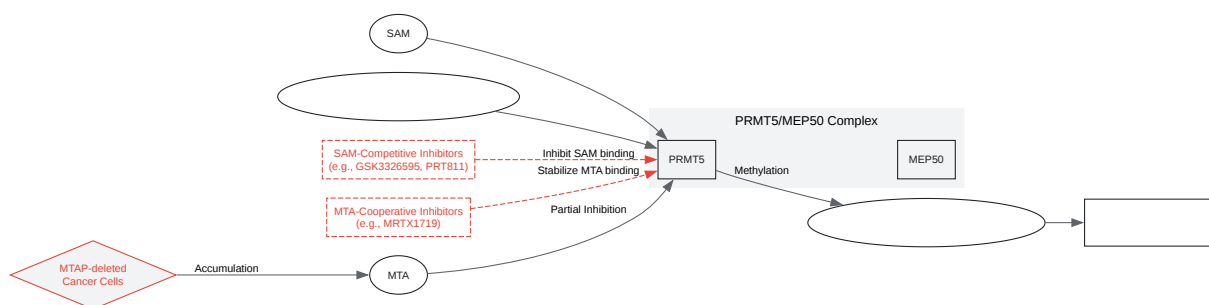 SAM
PRMT5/MEP50 Complex
SAM-Competitive Inhibitors
(e.g., GSK3326595, PRT811)
Inhibit SAM binding
PRMT5
MEP50
Stabilize MTA binding
Methylation
MTA-Cooperative Inhibitors
(e.g., MRTX1719)
Partial Inhibition
MTAP-deleted
Cancer Cells
Accumulation
MTA